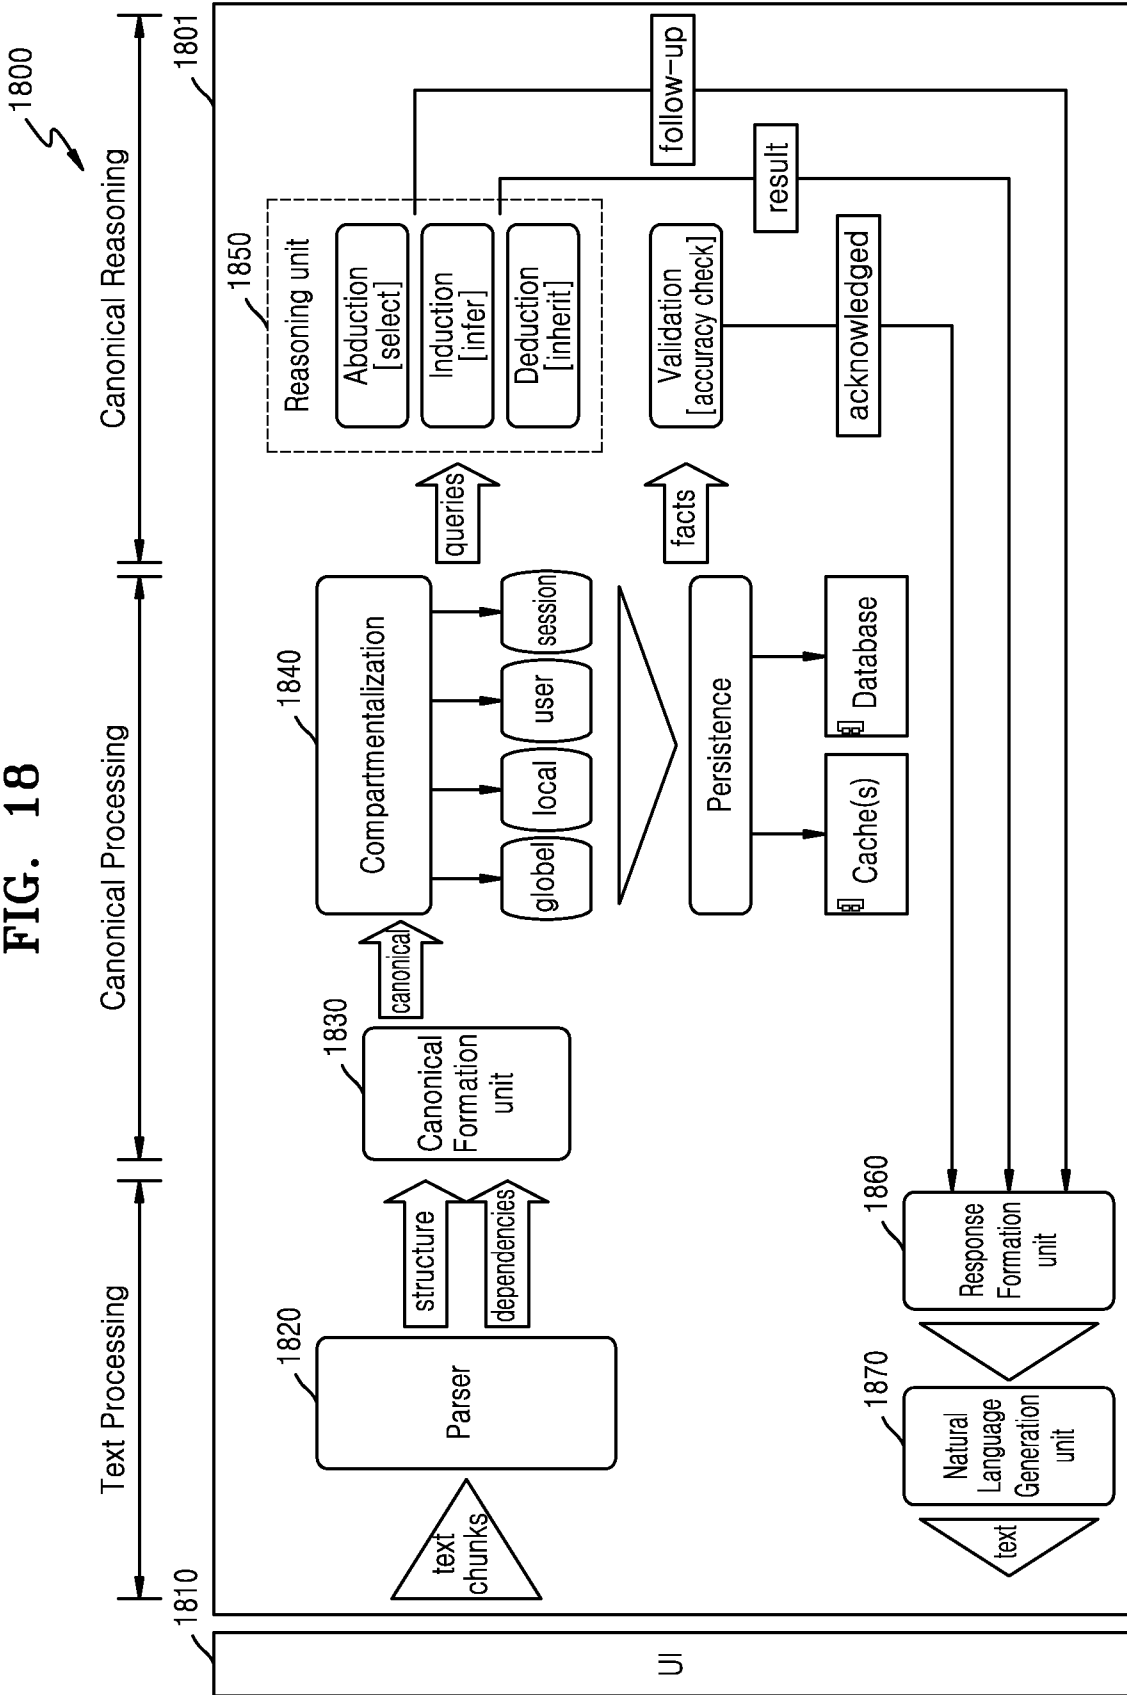 FIG. 18
1800
Text Processing
Canonical Processing
Canonical Reasoning
1810
1801
UI
text
chunks
1820
Parser
structure
dependencies
1830
Canonical
Formation
unit
canonical
1840
Compartmentalization
globel
local
user
session
Persistence
Cache(s)
Database
queries
facts
1850
Reasoning unit
Abduction
[select]
Induction
[infer]
Deduction
[inherit]
Validation
[accuracy check]
acknowledged
result
follow-up
1860
Response
Formation
unit
1870
Natural
Language
Generation
unit
text